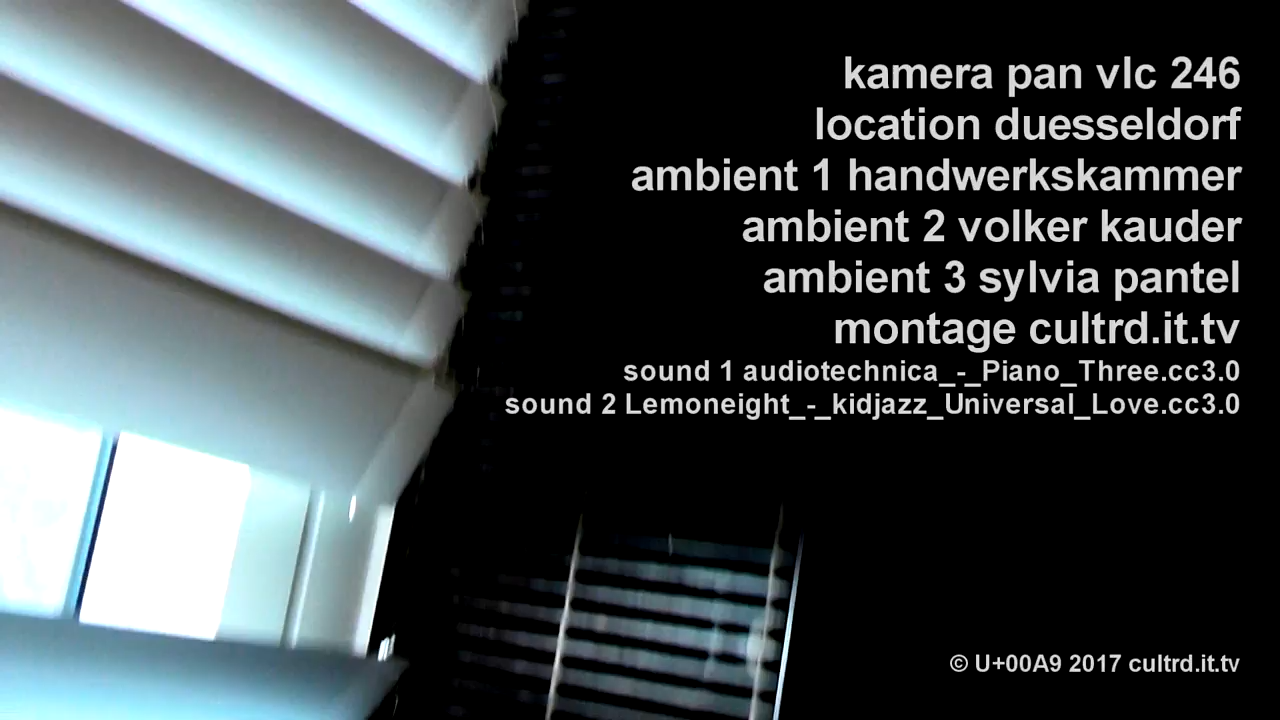 kamera pan vlc 246
location duesseldorf
ambient 1 handwerkskammer
ambient 2 volker kauder
ambient 3 sylvia pantel
montage cultrd.it.tv
sound 1 audiotechnica_-_Piano_Three.cc3.0
sound 2 Lemoneight_-_kidjazz_Universal_Love.cc3.0
© U+00A9 2017 cultrd.it.tv